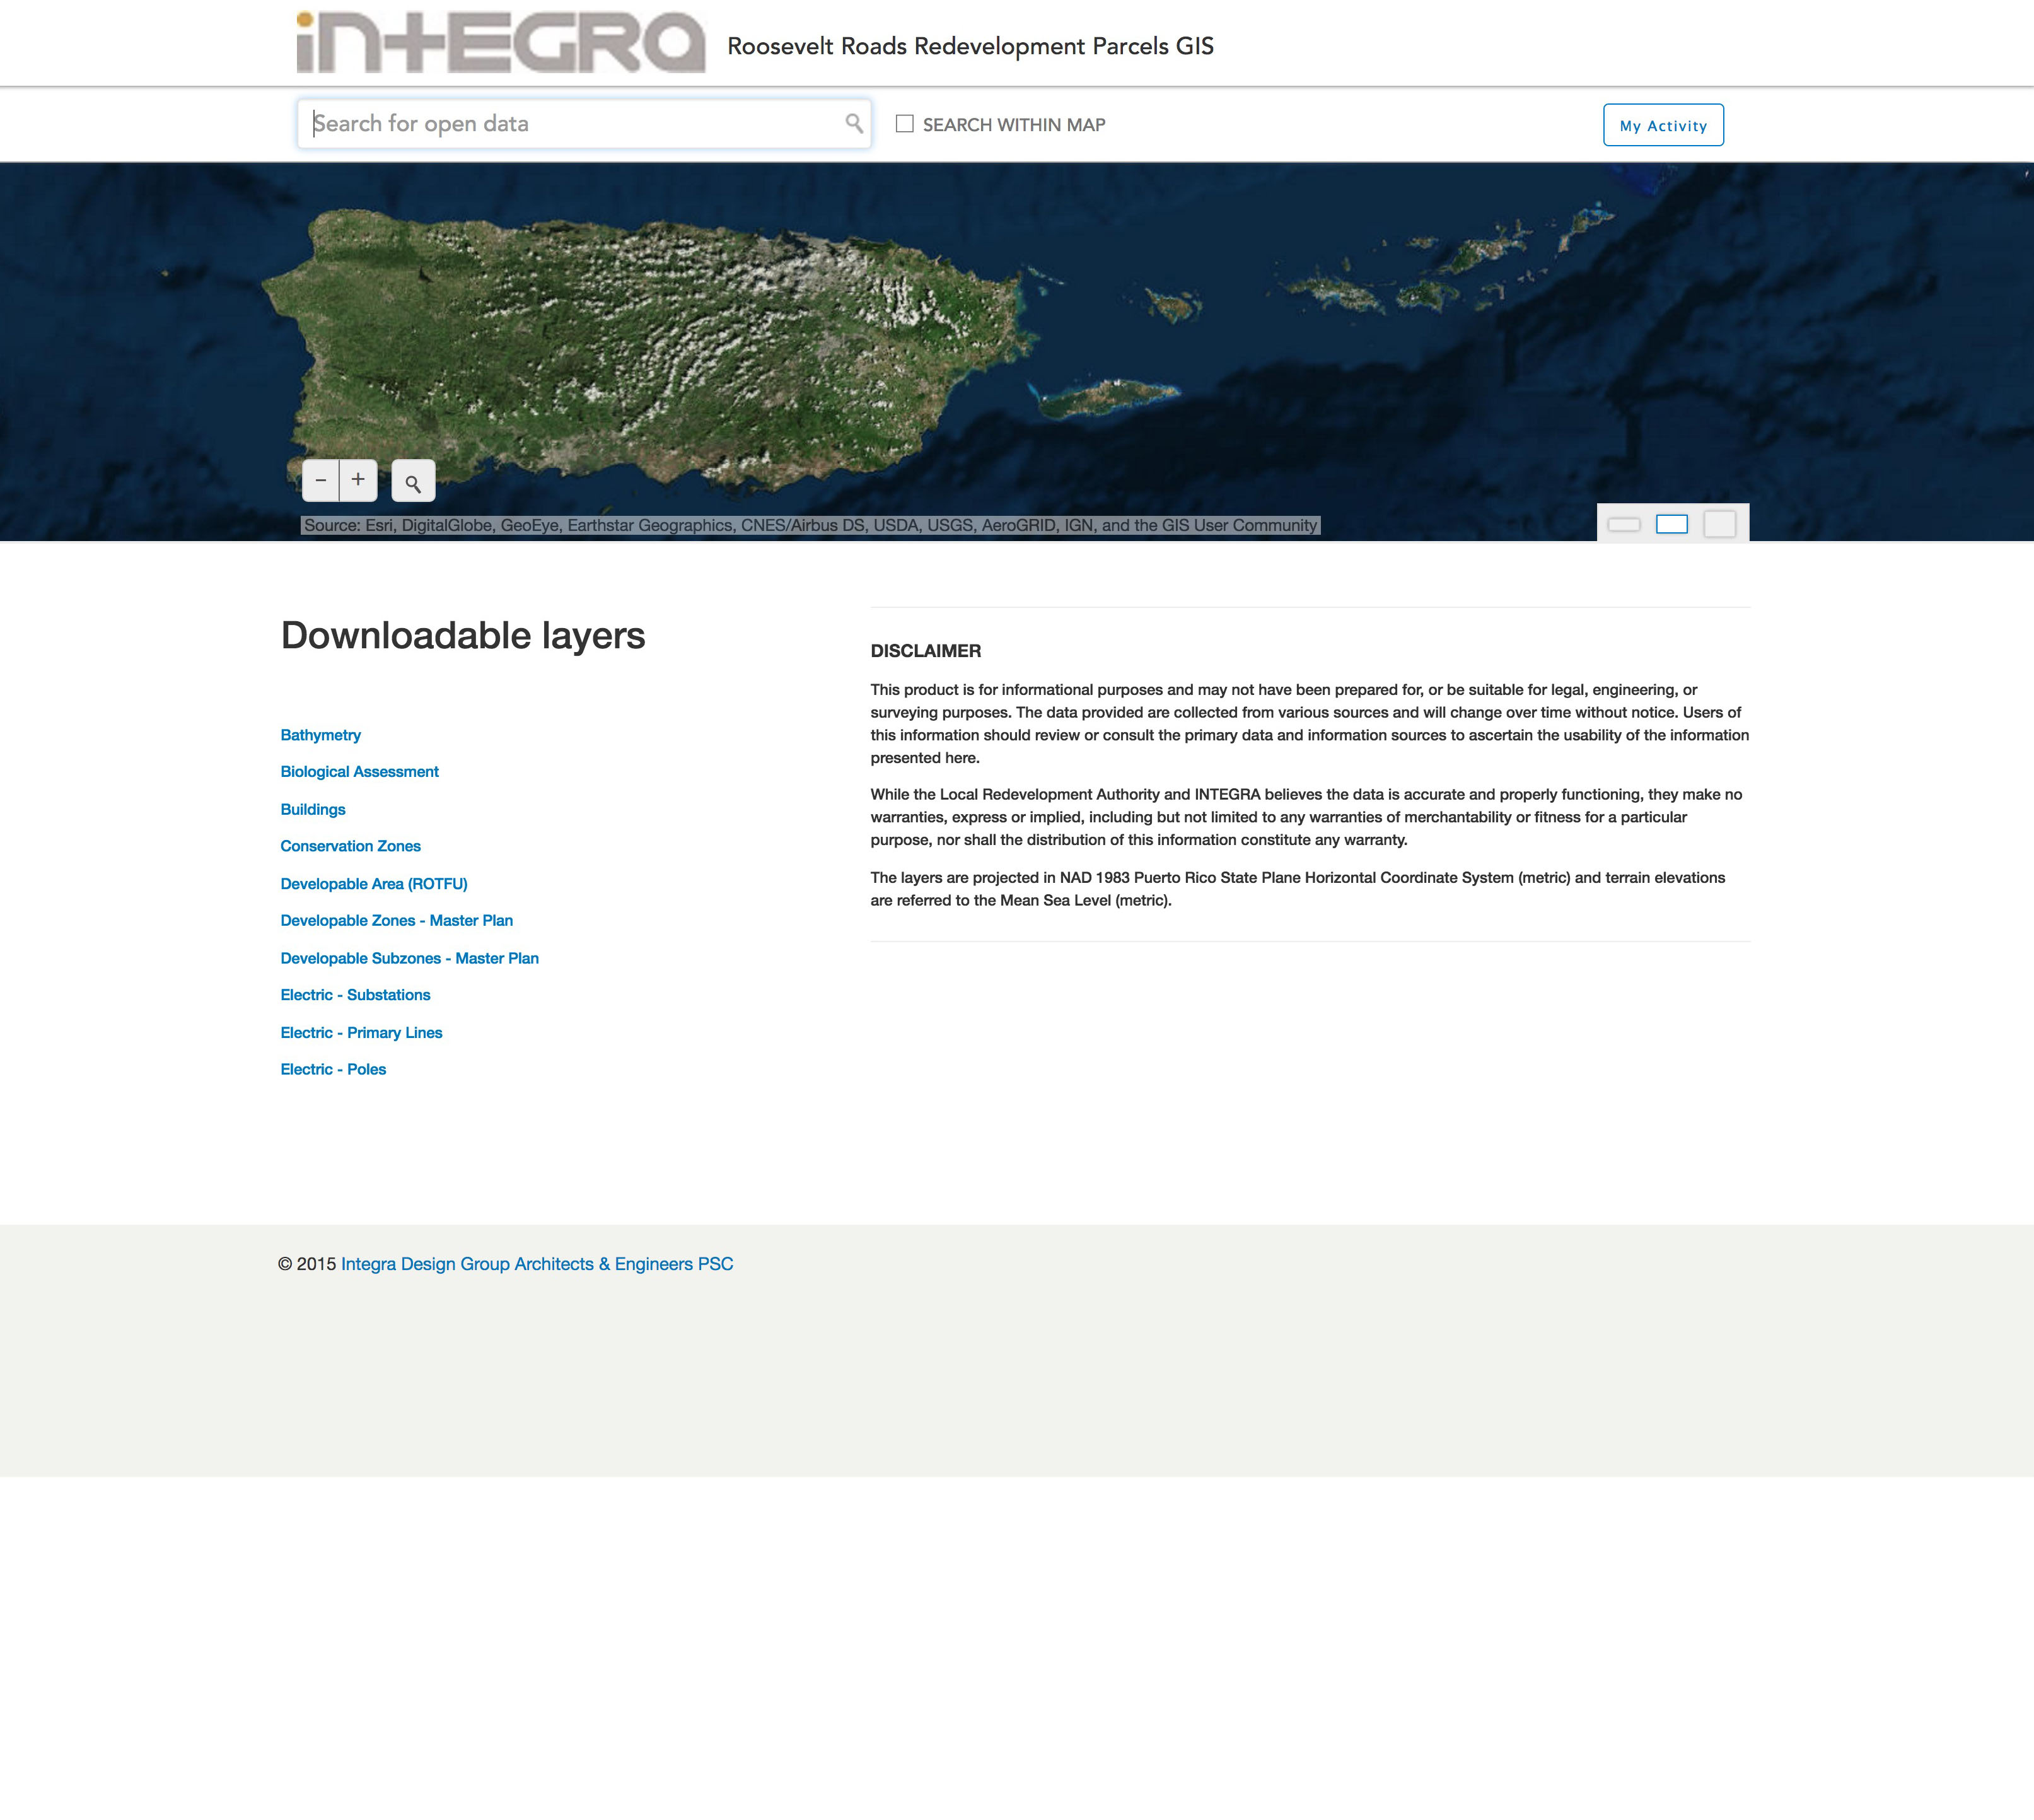 inteGRA
Roosevelt Roads Redevelopment Parcels GIS
Search for open data
SEARCH WITHIN MAP
My Activity
− +
Source: Esri, DigitalGlobe, GeoEye, Earthstar Geographics, CNES/Airbus DS, USDA, USGS, AeroGRID, IGN, and the GIS User Community
Downloadable layers
Bathymetry
Biological Assessment
Buildings
Conservation Zones
Developable Area (ROTFU)
Developable Zones - Master Plan
Developable Subzones - Master Plan
Electric - Substations
Electric - Primary Lines
Electric - Poles
DISCLAIMER
This product is for informational purposes and may not have been prepared for, or be suitable for legal, engineering, or
surveying purposes. The data provided are collected from various sources and will change over time without notice. Users of
this information should review or consult the primary data and information sources to ascertain the usability of the information
presented here.
While the Local Redevelopment Authority and INTEGRA believes the data is accurate and properly functioning, they make no
warranties, express or implied, including but not limited to any warranties of merchantability or fitness for a particular
purpose, nor shall the distribution of this information constitute any warranty.
The layers are projected in NAD 1983 Puerto Rico State Plane Horizontal Coordinate System (metric) and terrain elevations
are referred to the Mean Sea Level (metric).
© 2015 Integra Design Group Architects & Engineers PSC